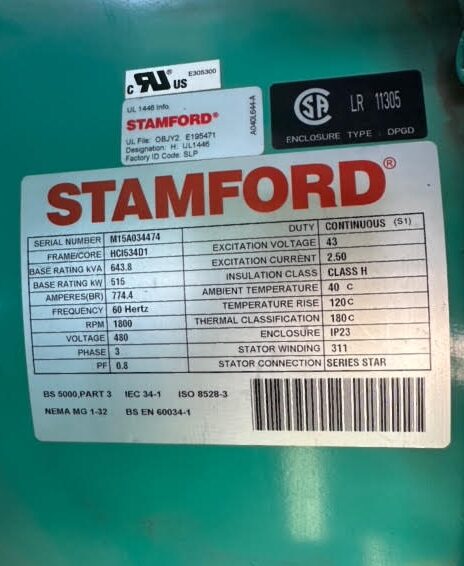 E305300
C RU® US
UL 1446 Info.
STAMFORD®
UL File: OBJY2 E195471
Designation: H: UL1446
Factory ID Code: SLP
A040L644-A
CSA® LR 11305
ENCLOSURE TYPE : DPGD
STAMFORD®
SERIAL NUMBER M15A034474
FRAME/CORE HCI534D1
BASE RATING kVA 643.8
BASE RATING kW 515
AMPERES(BR) 774.4
FREQUENCY 60 Hertz
RPM 1800
VOLTAGE 480
PHASE 3
PF 0.8
DUTY CONTINUOUS (S1)
EXCITATION VOLTAGE 43
EXCITATION CURRENT 2.50
INSULATION CLASS CLASS H
AMBIENT TEMPERATURE 40 C
TEMPERATURE RISE 120C
THERMAL CLASSIFICATION 180C
ENCLOSURE IP23
STATOR WINDING 311
STATOR CONNECTION SERIES STAR
BS 5000,PART 3 IEC 34-1 ISO 8528-3
NEMA MG 1-32 BS EN 60034-1